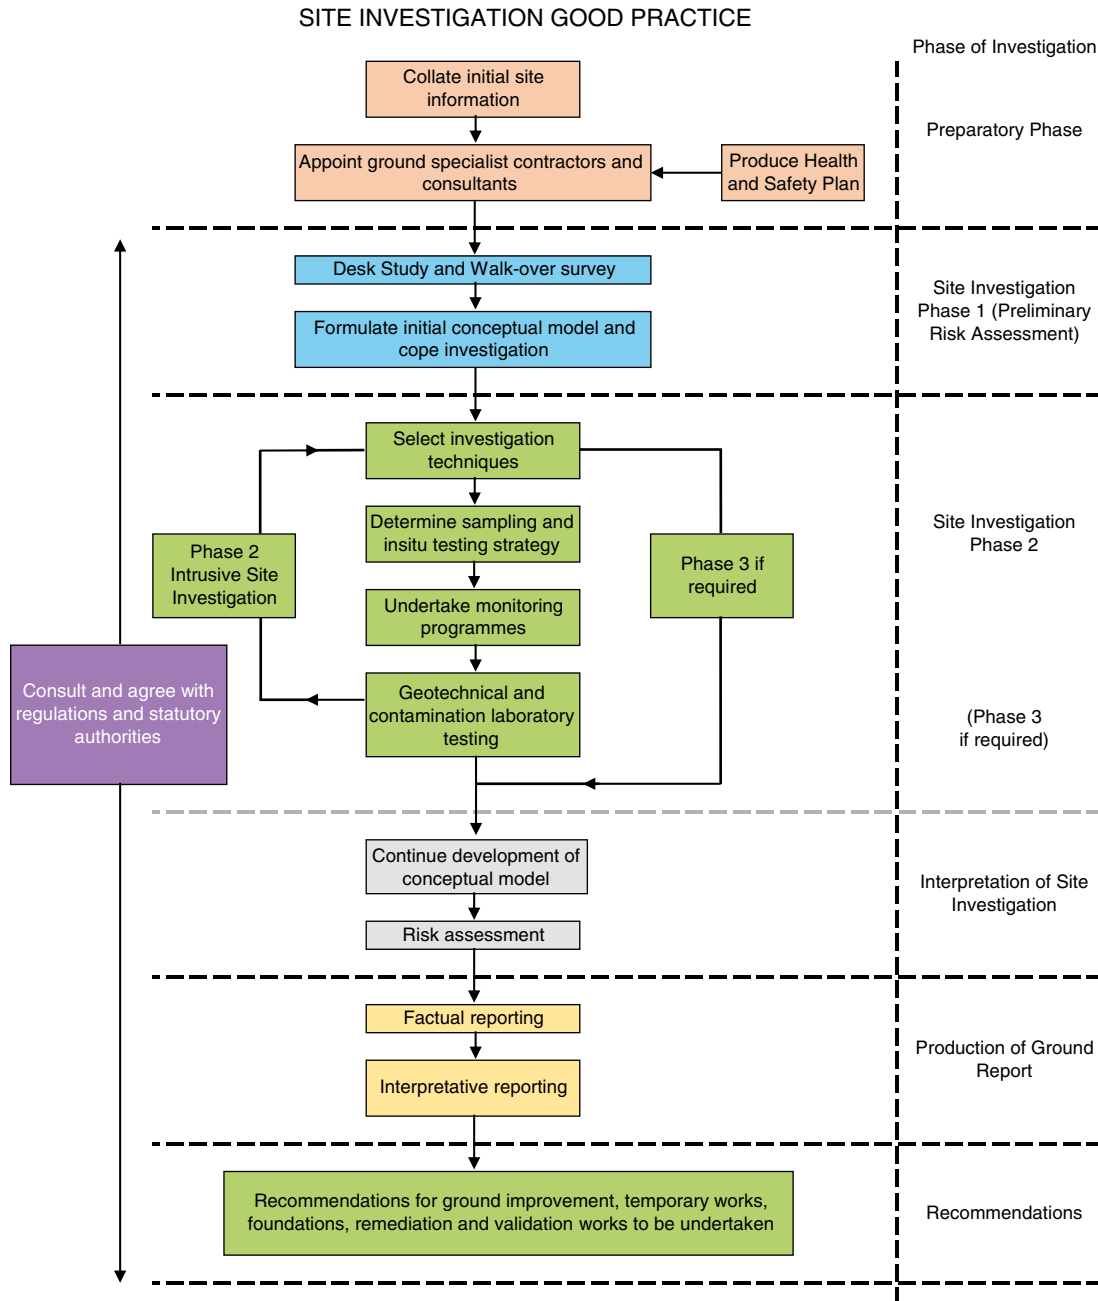 SITE INVESTIGATION GOOD PRACTICE
Phase of Investigation
Collate initial site
information
Preparatory Phase
Appoint ground specialist contractors and
consultants
Produce Health
and Safety Plan
Desk Study and Walk-over survey
Formulate initial conceptual model and
cope investigation
Site Investigation
Phase 1 (Preliminary
Risk Assessment)
Select investigation
techniques
Determine sampling and
insitu testing strategy
Undertake monitoring
programmes
Geotechnical and
contamination laboratory
testing
Phase 2
Intrusive Site
Investigation
Phase 3 if
required
Site Investigation
Phase 2
(Phase 3
if required)
Consult and agree with
regulations and statutory
authorities
Continue development of
conceptual model
Risk assessment
Interpretation of Site
Investigation
Factual reporting
Interpretative reporting
Production of Ground
Report
Recommendations for ground improvement, temporary works,
foundations, remediation and validation works to be undertaken
Recommendations